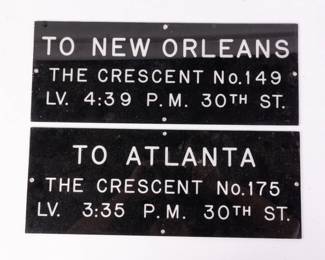 TO NEW ORLEANS
THE CRESCENT No.149
LV. 4:39 P.M. 30TH ST.
TO ATLANTA
THE CRESCENT No.175
LV. 3:35 P.M. 30TH ST.